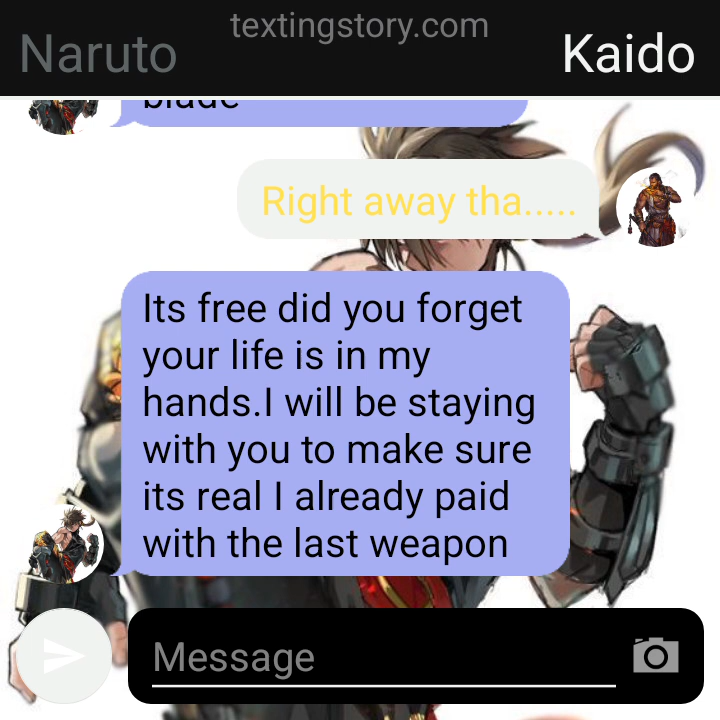 textingstory.com
Naruto
Kaido
blade
Right away tha.....
Its free did you forget
your life is in my
hands.I will be staying
with you to make sure
its real I already paid
with the last weapon
Message